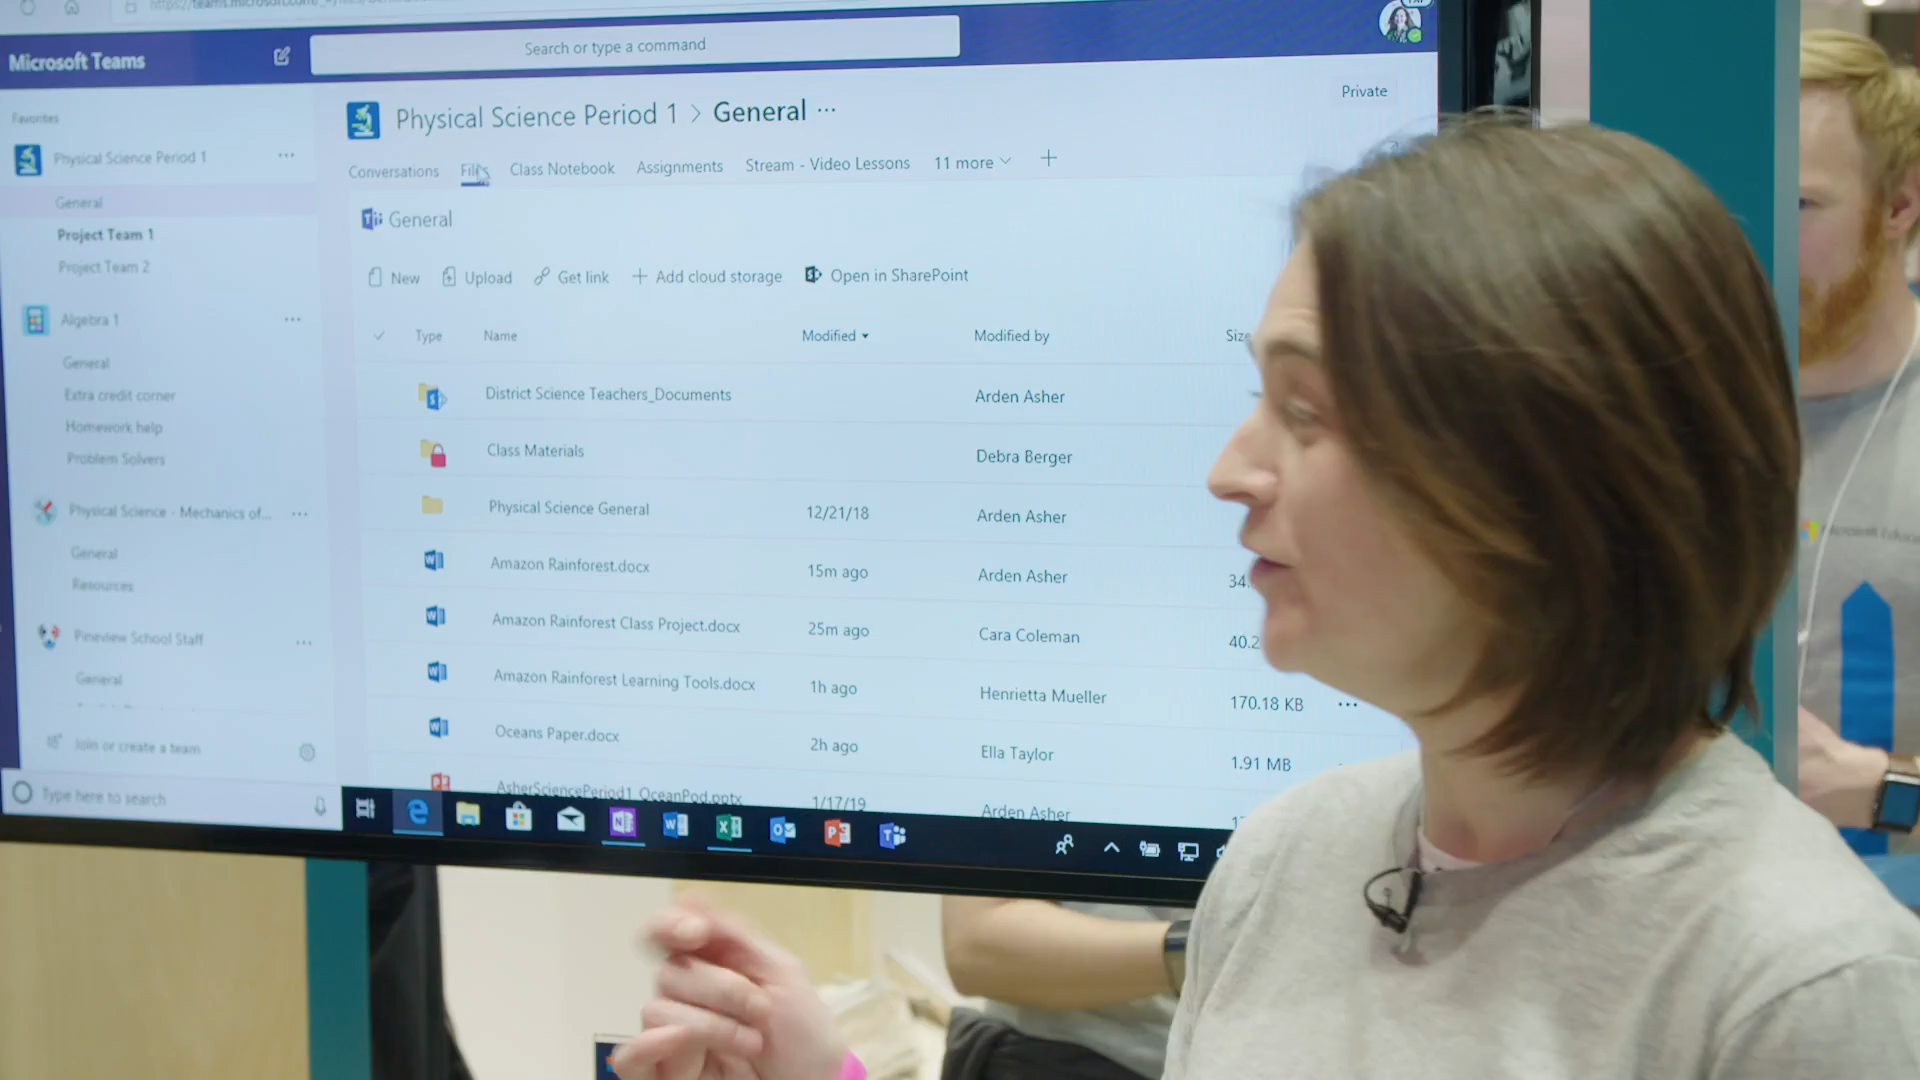 Microsoft Teams
Search or type a command
Favorites
Physical Science Period 1
General
Project Team 1
Project Team 2
Algebra 1
General
Extra credit corner
Homework help
Problem Solvers
Physical Science - Mechanics of...
General
Resources
Pineview School Staff
General
Join or create a team
Type here to search
Physical Science Period 1 > General ...
Private
Conversations Files Class Notebook Assignments Stream - Video Lessons 11 more
General
New Upload Get link Add cloud storage Open in SharePoint
Type Name Modified Modified by Size
District Science Teachers_Documents Arden Asher
Class Materials Debra Berger
Physical Science General 12/21/18 Arden Asher
Amazon Rainforest.docx 15m ago Arden Asher 34.
Amazon Rainforest Class Project.docx 25m ago Cara Coleman 40.2
Amazon Rainforest Learning Tools.docx 1h ago Henrietta Mueller 170.18 KB
Oceans Paper.docx 2h ago Ella Taylor 1.91 MB
AsherSciencePeriod1_OceanPod.pptx 1/17/19 Arden Asher